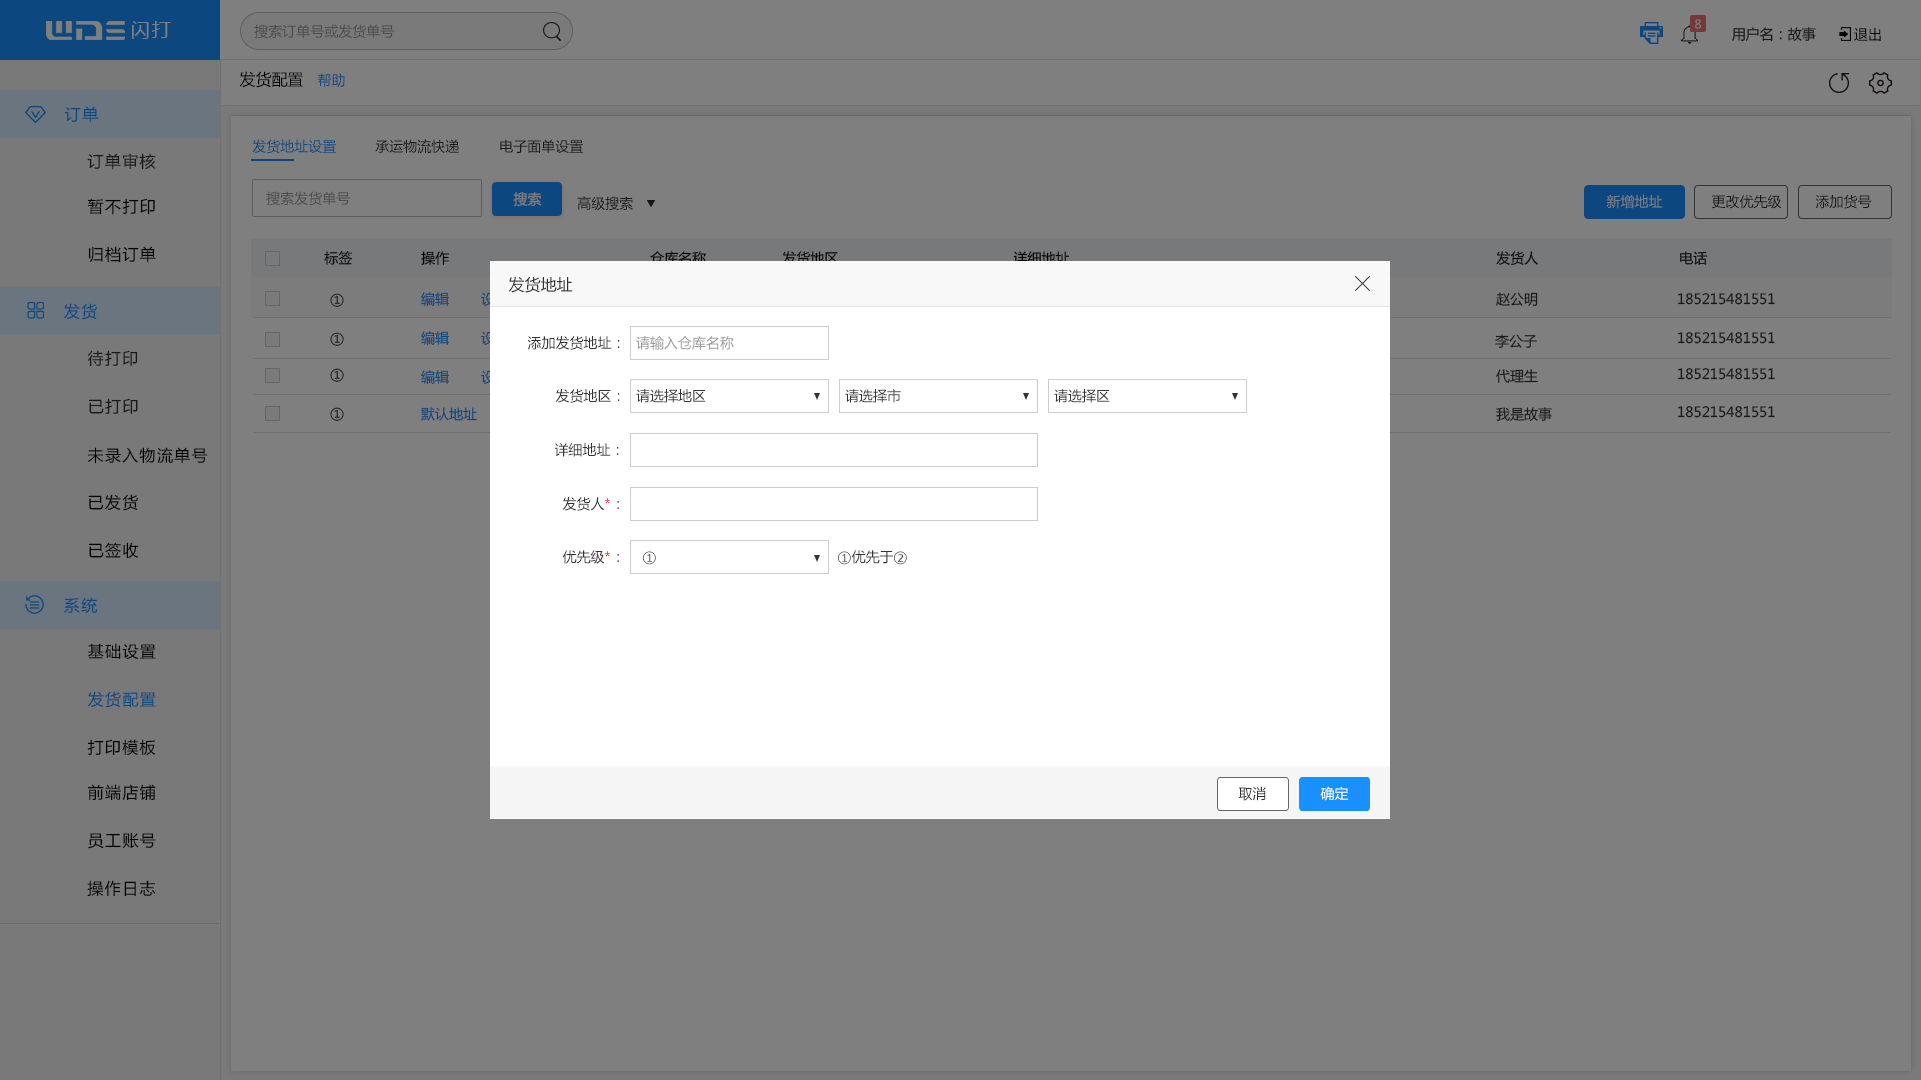 WDS 闪打
搜索订单号或发货单号
8
用户名：故事
退出
发货配置 帮助
订单
订单审核
暂不打印
归档订单
发货
待打印
已打印
未录入物流单号
已发货
已签收
系统
基础设置
发货配置
打印模板
前端店铺
员工账号
操作日志
发货地址设置 承运物流快递 电子面单设置
搜索发货单号 搜索 高级搜索 ▼
新增地址 更改优先级 添加货号
标签 操作 仓库名称 发货地区 详细地址 发货人 电话
① 编辑 设 赵公明 185215481551
① 编辑 设 李公子 185215481551
① 编辑 设 代理生 185215481551
① 默认地址 我是故事 185215481551
发货地址
添加发货地址： 请输入仓库名称
发货地区： 请选择地区 ▼ 请选择市 ▼ 请选择区 ▼
详细地址：
发货人*：
优先级*： ① ▼ ①优先于②
取消 确定